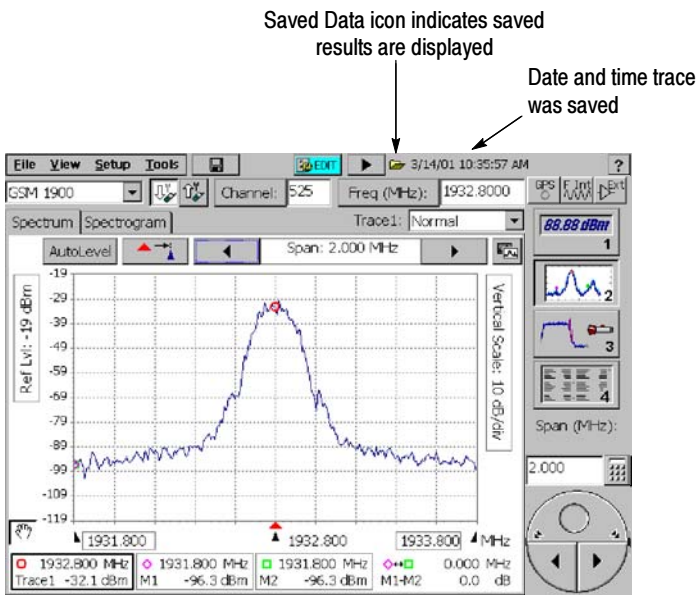 Saved Data icon indicates saved
results are displayed
Date and time trace
was saved
File View Setup Tools EDIT 3/14/01 10:35:57 AM ?
GSM 1900 Channel: 525 Freq (MHz): 1932.8000 GPS F Int Ext
Spectrum Spectrogram Trace1: Normal
AutoLevel Span: 2.000 MHz
88.88 dBm
1
2
3
4
Ref Lvl: -19 dBm
-19
-29
-39
-49
-59
-69
-79
-89
-99
-109
-119
Vertical Scale: 10 dB/div
Span (MHz):
2.000
1931.800 1932.800 1933.800 MHz
1932.800 MHz 1931.800 MHz 1931.800 MHz 0.000 MHz
Trace1 -32.1 dBm M1 -96.3 dBm M2 -96.3 dBm M1-M2 0.0 dB